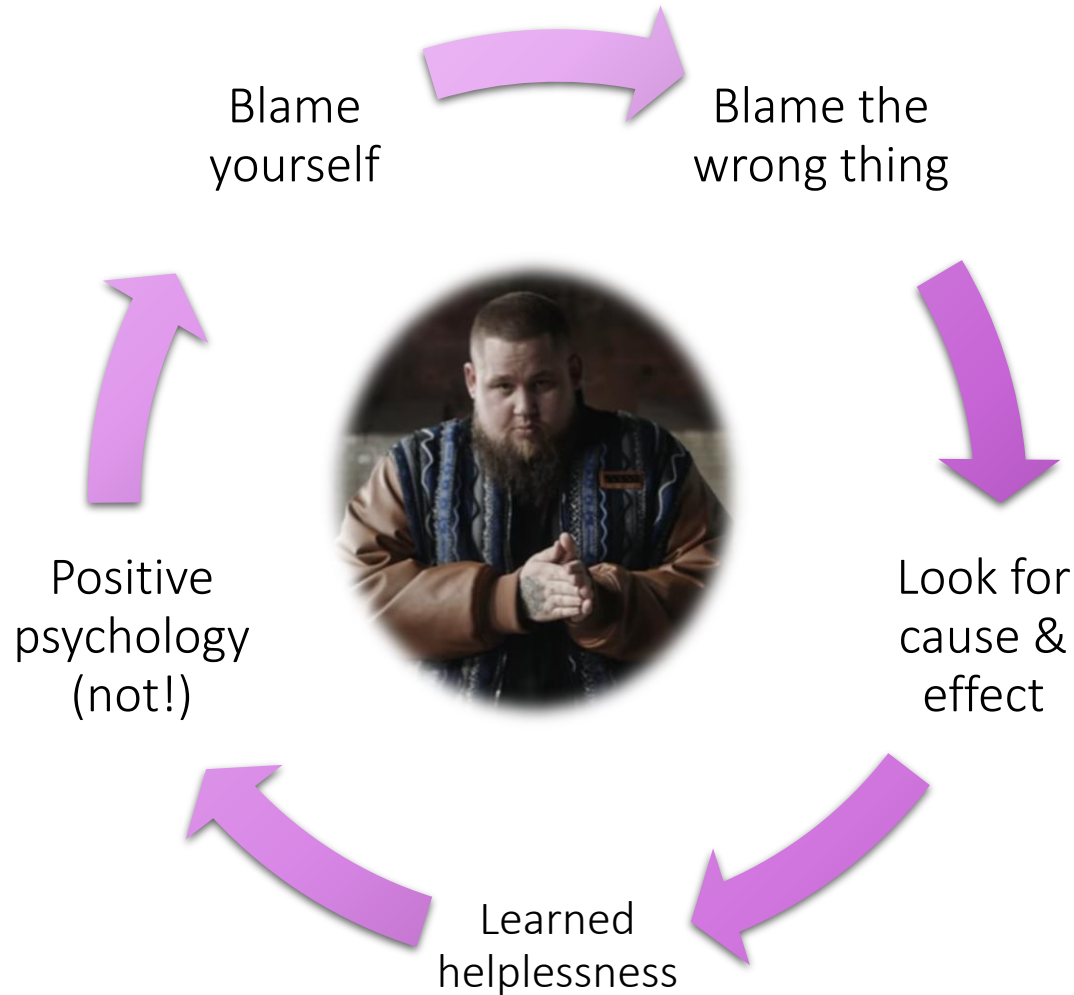 Blame
yourself
Blame the
wrong thing
Look for
cause &
effect
Learned
helplessness
Positive
psychology
(not!)